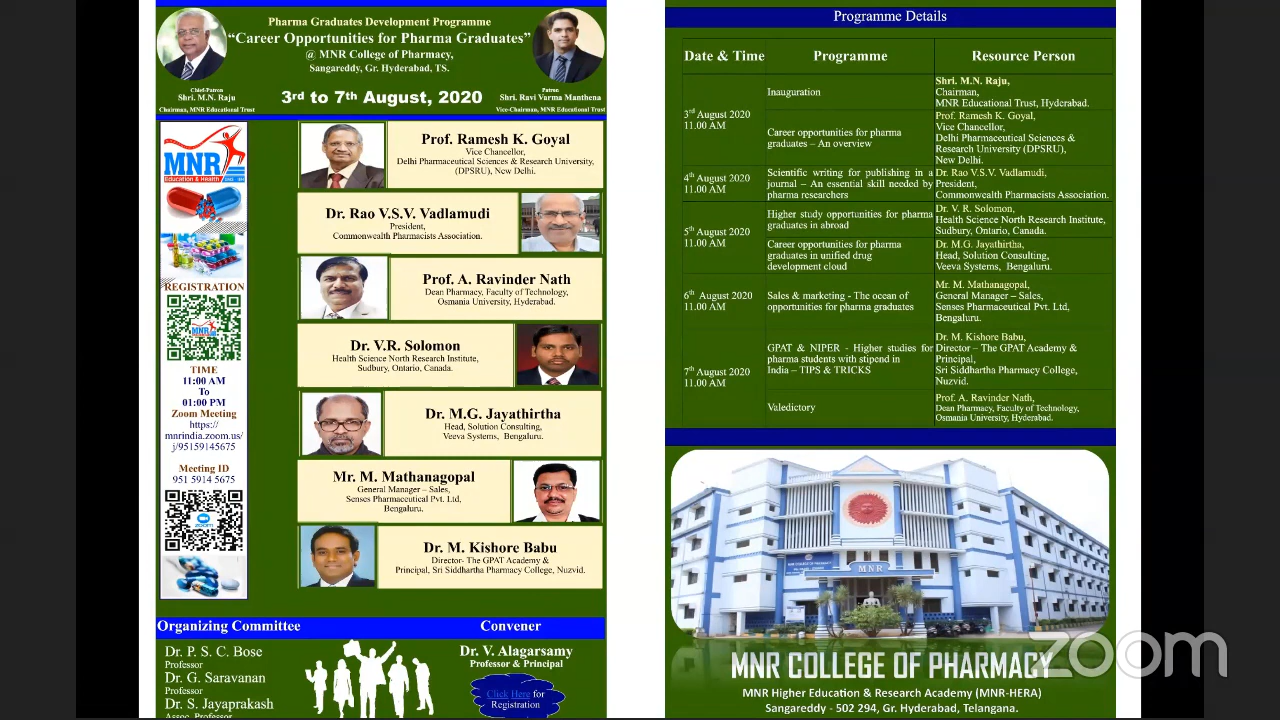 Pharma Graduates Development Programme
“Career Opportunities for Pharma Graduates”
@ MNR College of Pharmacy,
Sangareddy, Gr. Hyderabad, TS.
Chief-Patron
Shri. M.N. Raju
Chairman, MNR Educational Trust
3rd to 7th August, 2020
Patron
Shri. Ravi Varma Manthena
Vice-Chairman, MNR Educational Trust
MNR
Education & Health
REGISTRATION
MNR
TIME
11:00 AM
To
01:00 PM
Zoom Meeting
https://
mnrindia.zoom.us/
j/95159145675
Meeting ID
951 5914 5675
zoom
Prof. Ramesh K. Goyal
Vice Chancellor,
Delhi Pharmaceutical Sciences & Research University,
(DPSRU), New Delhi.
Dr. Rao V.S.V. Vadlamudi
President,
Commonwealth Pharmacists Association.
Prof. A. Ravinder Nath
Dean Pharmacy, Faculty of Technology,
Osmania University, Hyderabad.
Dr. V.R. Solomon
Health Science North Research Institute,
Sudbury, Ontario, Canada.
Dr. M.G. Jayathirtha
Head, Solution Consulting,
Veeva Systems, Bengaluru.
Mr. M. Mathanagopal
General Manager – Sales,
Senses Pharmaceutical Pvt. Ltd,
Bengaluru.
Dr. M. Kishore Babu
Director- The GPAT Academy &
Principal, Sri Siddhartha Pharmacy College, Nuzvid.
Organizing Committee
Dr. P. S. C. Bose
Professor
Dr. G. Saravanan
Professor
Dr. S. Jayaprakash
Assoc. Professor
Convener
Dr. V. Alagarsamy
Professor & Principal
Click Here for
Registration
Programme Details
Date & Time Programme Resource Person
3rd August 2020
11.00 AM
Inauguration
Shri. M.N. Raju,
Chairman,
MNR Educational Trust, Hyderabad.
Career opportunities for pharma
graduates – An overview
Prof. Ramesh K. Goyal,
Vice Chancellor,
Delhi Pharmaceutical Sciences &
Research University (DPSRU),
New Delhi.
4th August 2020
11.00 AM
Scientific writing for publishing in a
journal – An essential skill needed by
pharma researchers
Dr. Rao V.S.V. Vadlamudi,
President,
Commonwealth Pharmacists Association.
5th August 2020
11.00 AM
Higher study opportunities for pharma
graduates in abroad
Dr. V. R. Solomon,
Health Science North Research Institute,
Sudbury, Ontario, Canada.
Career opportunities for pharma
graduates in unified drug
development cloud
Dr. M.G. Jayathirtha,
Head, Solution Consulting,
Veeva Systems, Bengaluru.
6th August 2020
11.00 AM
Sales & marketing - The ocean of
opportunities for pharma graduates
Mr. M. Mathanagopal,
General Manager – Sales,
Senses Pharmaceutical Pvt. Ltd,
Bengaluru.
7th August 2020
11.00 AM
GPAT & NIPER - Higher studies for
pharma students with stipend in
India – TIPS & TRICKS
Dr. M. Kishore Babu,
Director – The GPAT Academy &
Principal,
Sri Siddhartha Pharmacy College,
Nuzvid.
Valedictory
Prof. A. Ravinder Nath,
Dean Pharmacy, Faculty of Technology,
Osmania University, Hyderabad.
MNR COLLEGE OF PHARMACY
MNR
MNR COLLEGE OF PHARMACY
MNR Higher Education & Research Academy (MNR-HERA)
Sangareddy - 502 294, Gr. Hyderabad, Telangana.
zoom